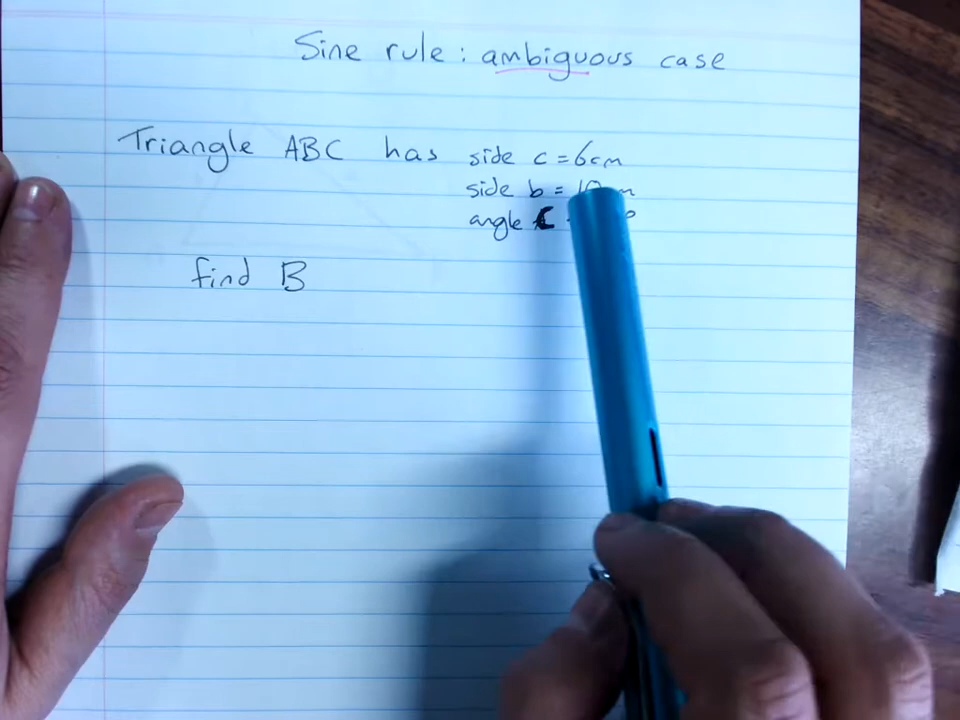 Sine rule: ambiguous case
Triangle ABC has side c = 6cm
side b =
angle C
find B